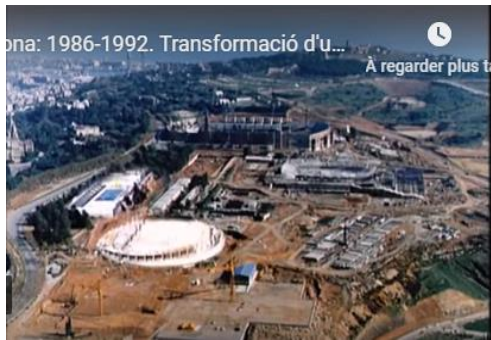 ona: 1986-1992. Transformació d'u...
À regarder plus ta